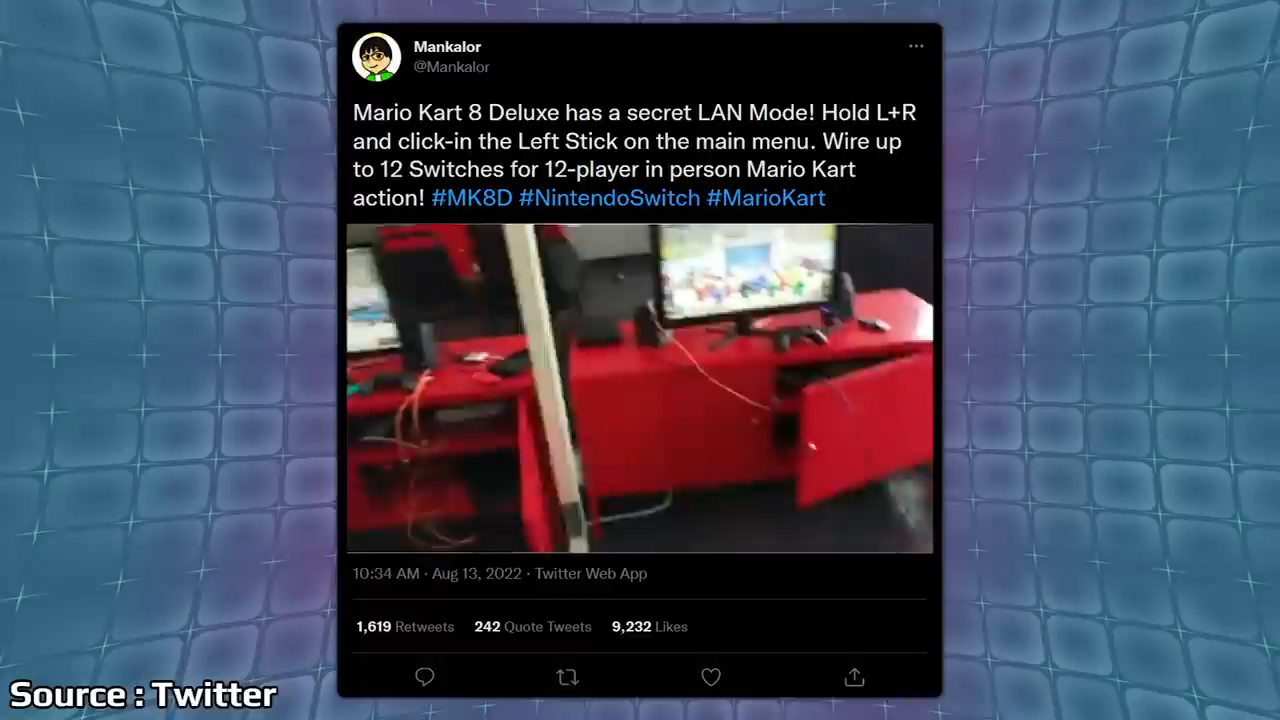 Mankalor
@Mankalor
Mario Kart 8 Deluxe has a secret LAN Mode! Hold L+R
and click-in the Left Stick on the main menu. Wire up
to 12 Switches for 12-player in person Mario Kart
action! #MK8D #NintendoSwitch #MarioKart
10:34 AM · Aug 13, 2022 · Twitter Web App
1,619 Retweets 242 Quote Tweets 9,232 Likes
Source : Twitter